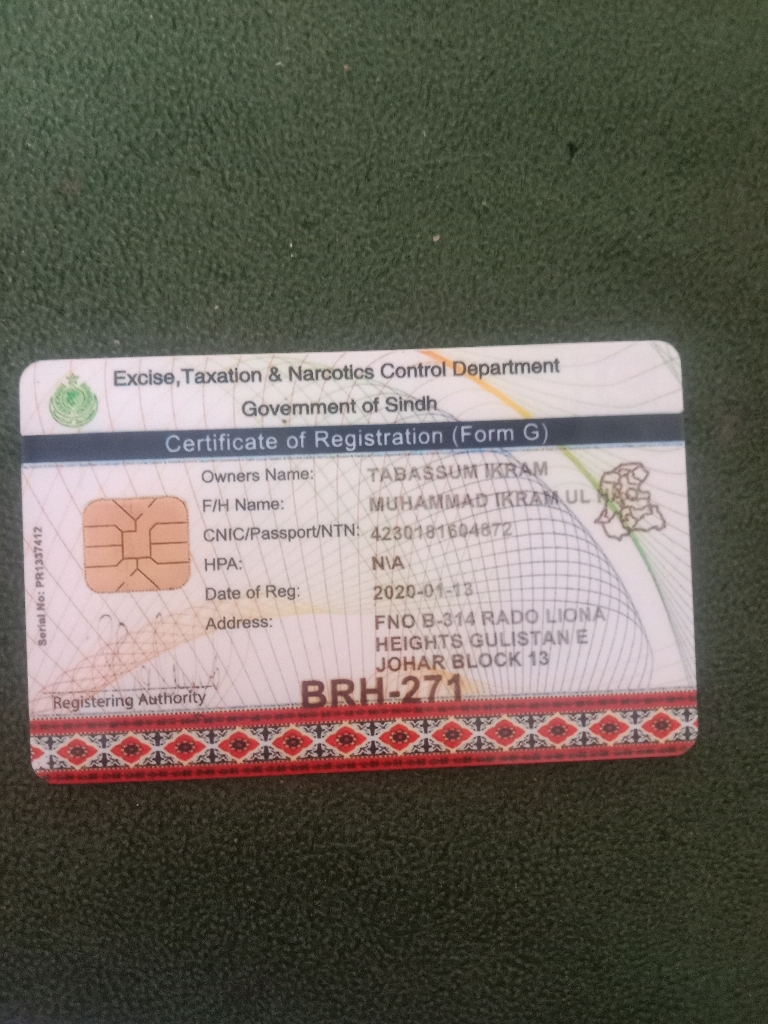 Excise,Taxation & Narcotics Control Department
Government of Sindh
Certificate of Registration (Form G)
Owners Name: TABASSUM IKRAM
F/H Name: MUHAMMAD IKRAM UL HAQ
CNIC/Passport/NTN: 4230181604872
HPA: N\A
Date of Reg: 2020-01-13
Address: FNO B-314 RADO LIONA
HEIGHTS GULISTAN E
JOHAR BLOCK 13
Serial No: PR1337412
Registering Authority
BRH-271